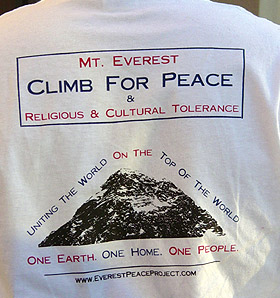 Mt. Everest
Climb For Peace
&
Religious & Cultural Tolerance
Uniting The World On The Top Of The World
One Earth. One Home. One People.
www.EverestPeaceProject.com